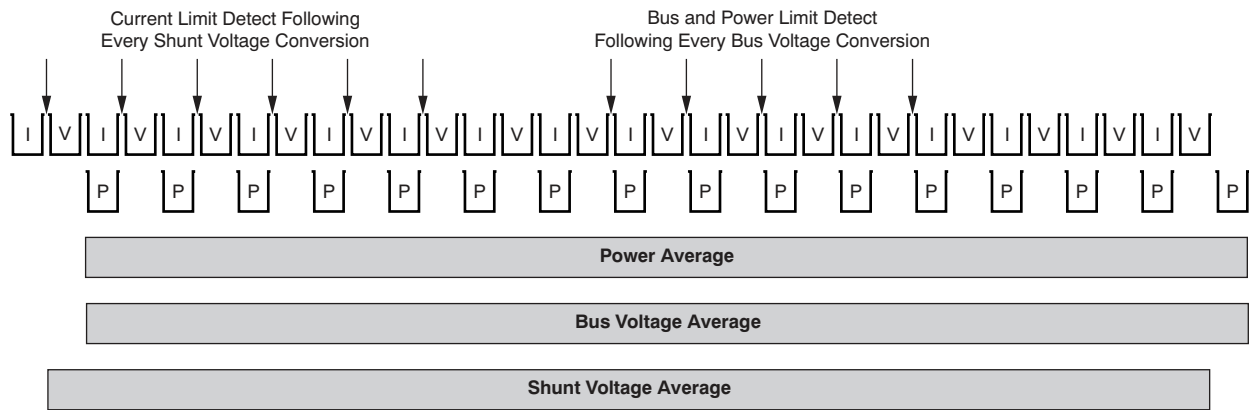 Current Limit Detect Following
Every Shunt Voltage Conversion
Bus and Power Limit Detect
Following Every Bus Voltage Conversion
I V I V I V I V I V I V I V I V I V I V I V I V I V I V I V I V
P P P P P P P P P P P P P P P P
Power Average
Bus Voltage Average
Shunt Voltage Average